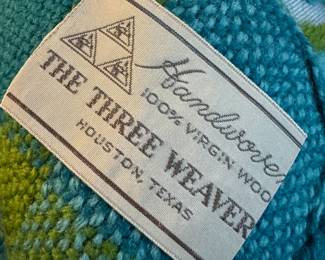 Handwoven
100% VIRGIN WOO
THE THREE WEAVER
HOUSTON, TEXAS